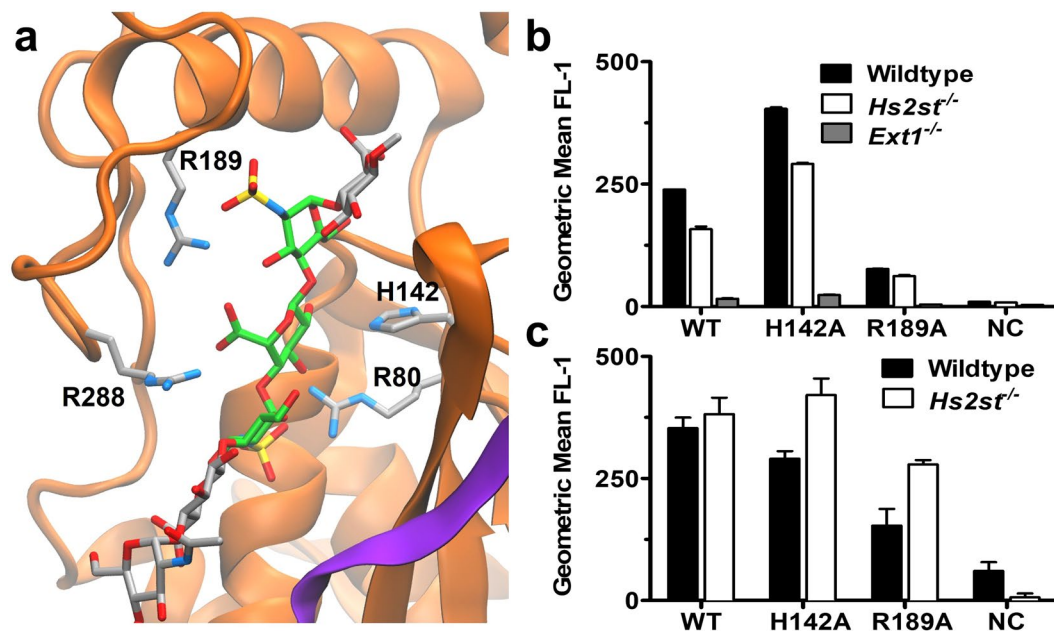 a
R189
H142
R288
R80
b
500
250
0
Geometric Mean FL-1
Wildtype
Hs2st-/-
Ext1-/-
WT
H142A
R189A
NC
c
500
250
0
Geometric Mean FL-1
Wildtype
Hs2st-/-
WT
H142A
R189A
NC